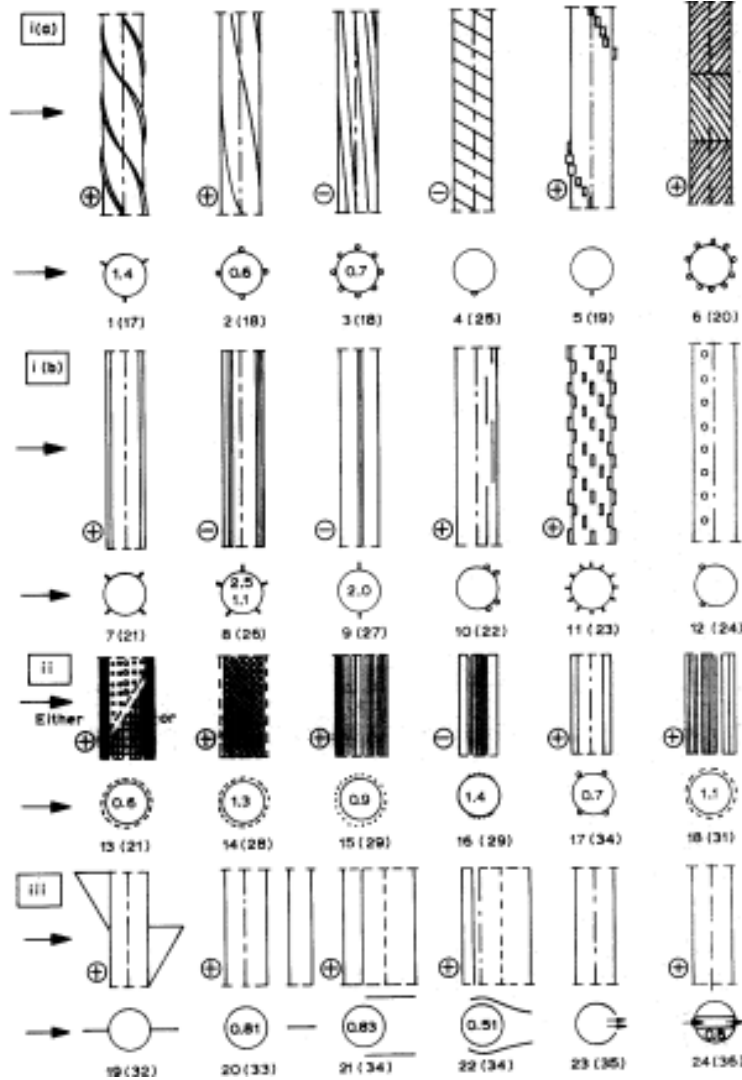 i(a)
+ + − − + +
1.4 0.6 0.7
1 (17) 2 (18) 3 (18) 4 (25) 5 (19) 6 (20)
i (b)
+ − − + +
2.5
1.1 2.0
7 (21) 8 (26) 9 (27) 10 (22) 11 (23) 12 (24)
ii
Either or
+ + + − + +
0.6 1.3 0.9 1.4 0.7 1.1
13 (21) 14 (28) 15 (29) 16 (29) 17 (34) 18 (31)
iii
+ + + + +
0.81 0.83 0.51
19 (32) 20 (33) 21 (34) 22 (34) 23 (35) 24 (36)